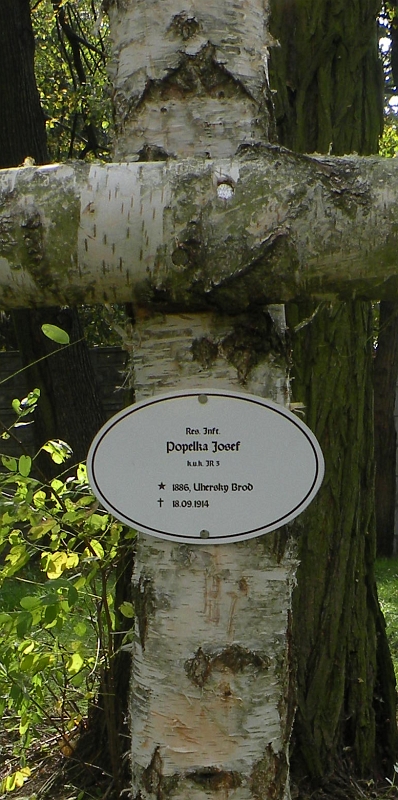 Res. Inft.
Popelka Josef
k.u.k. IR 3
★ 1886, Uhersky Brod
† 18.09.1914